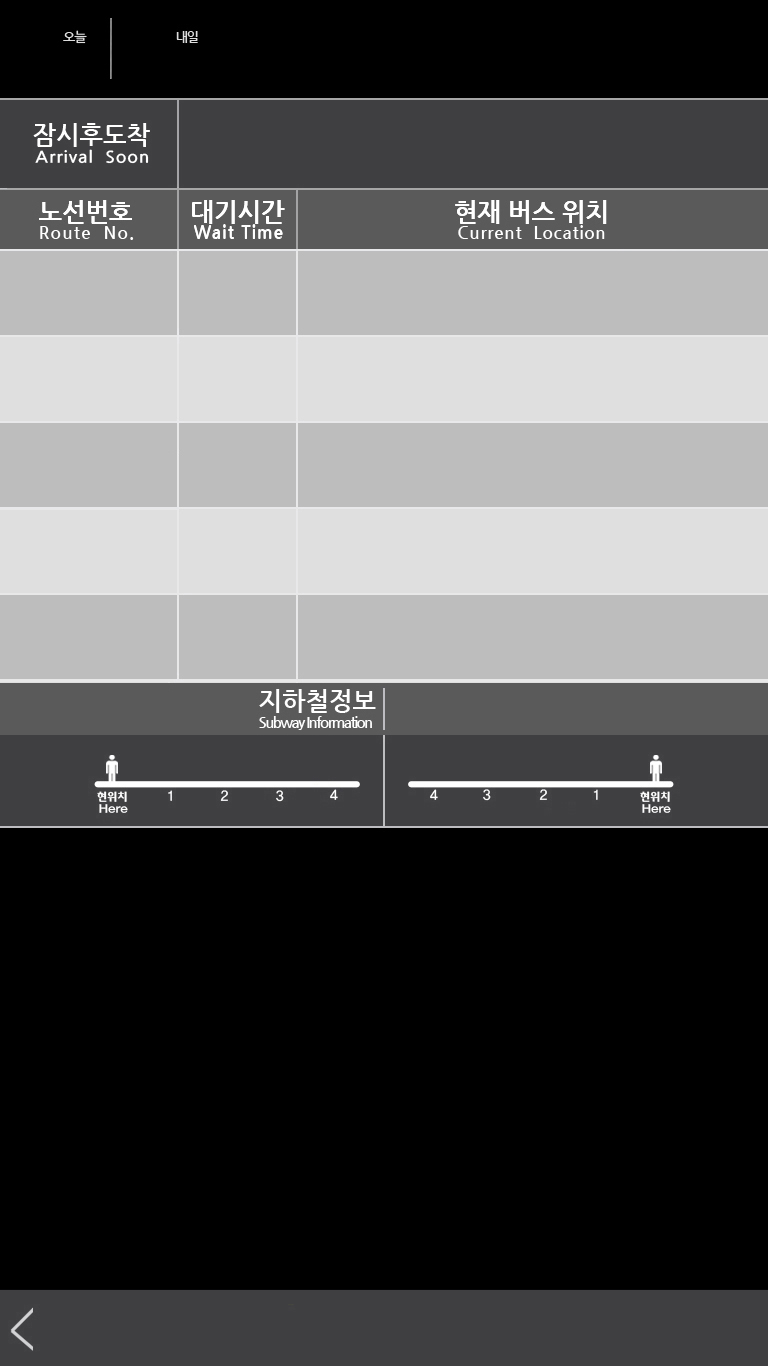 오늘 내일
잠시후도착
Arrival Soon
노선번호 대기시간 현재 버스 위치
Route No. Wait Time Current Location
지하철정보
Subway Information
현위치 1 2 3 4 4 3 2 1 현위치
Here Here